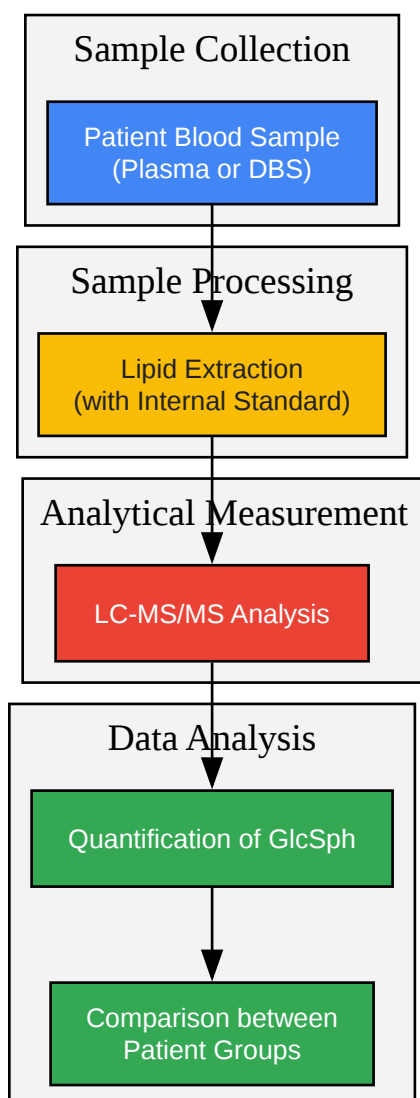 Sample Collection
Patient Blood Sample
(Plasma or DBS)
Sample Processing
Lipid Extraction
(with Internal Standard)
Analytical Measurement
LC-MS/MS Analysis
Data Analysis
Quantification of GlcSph
Comparison between
Patient Groups